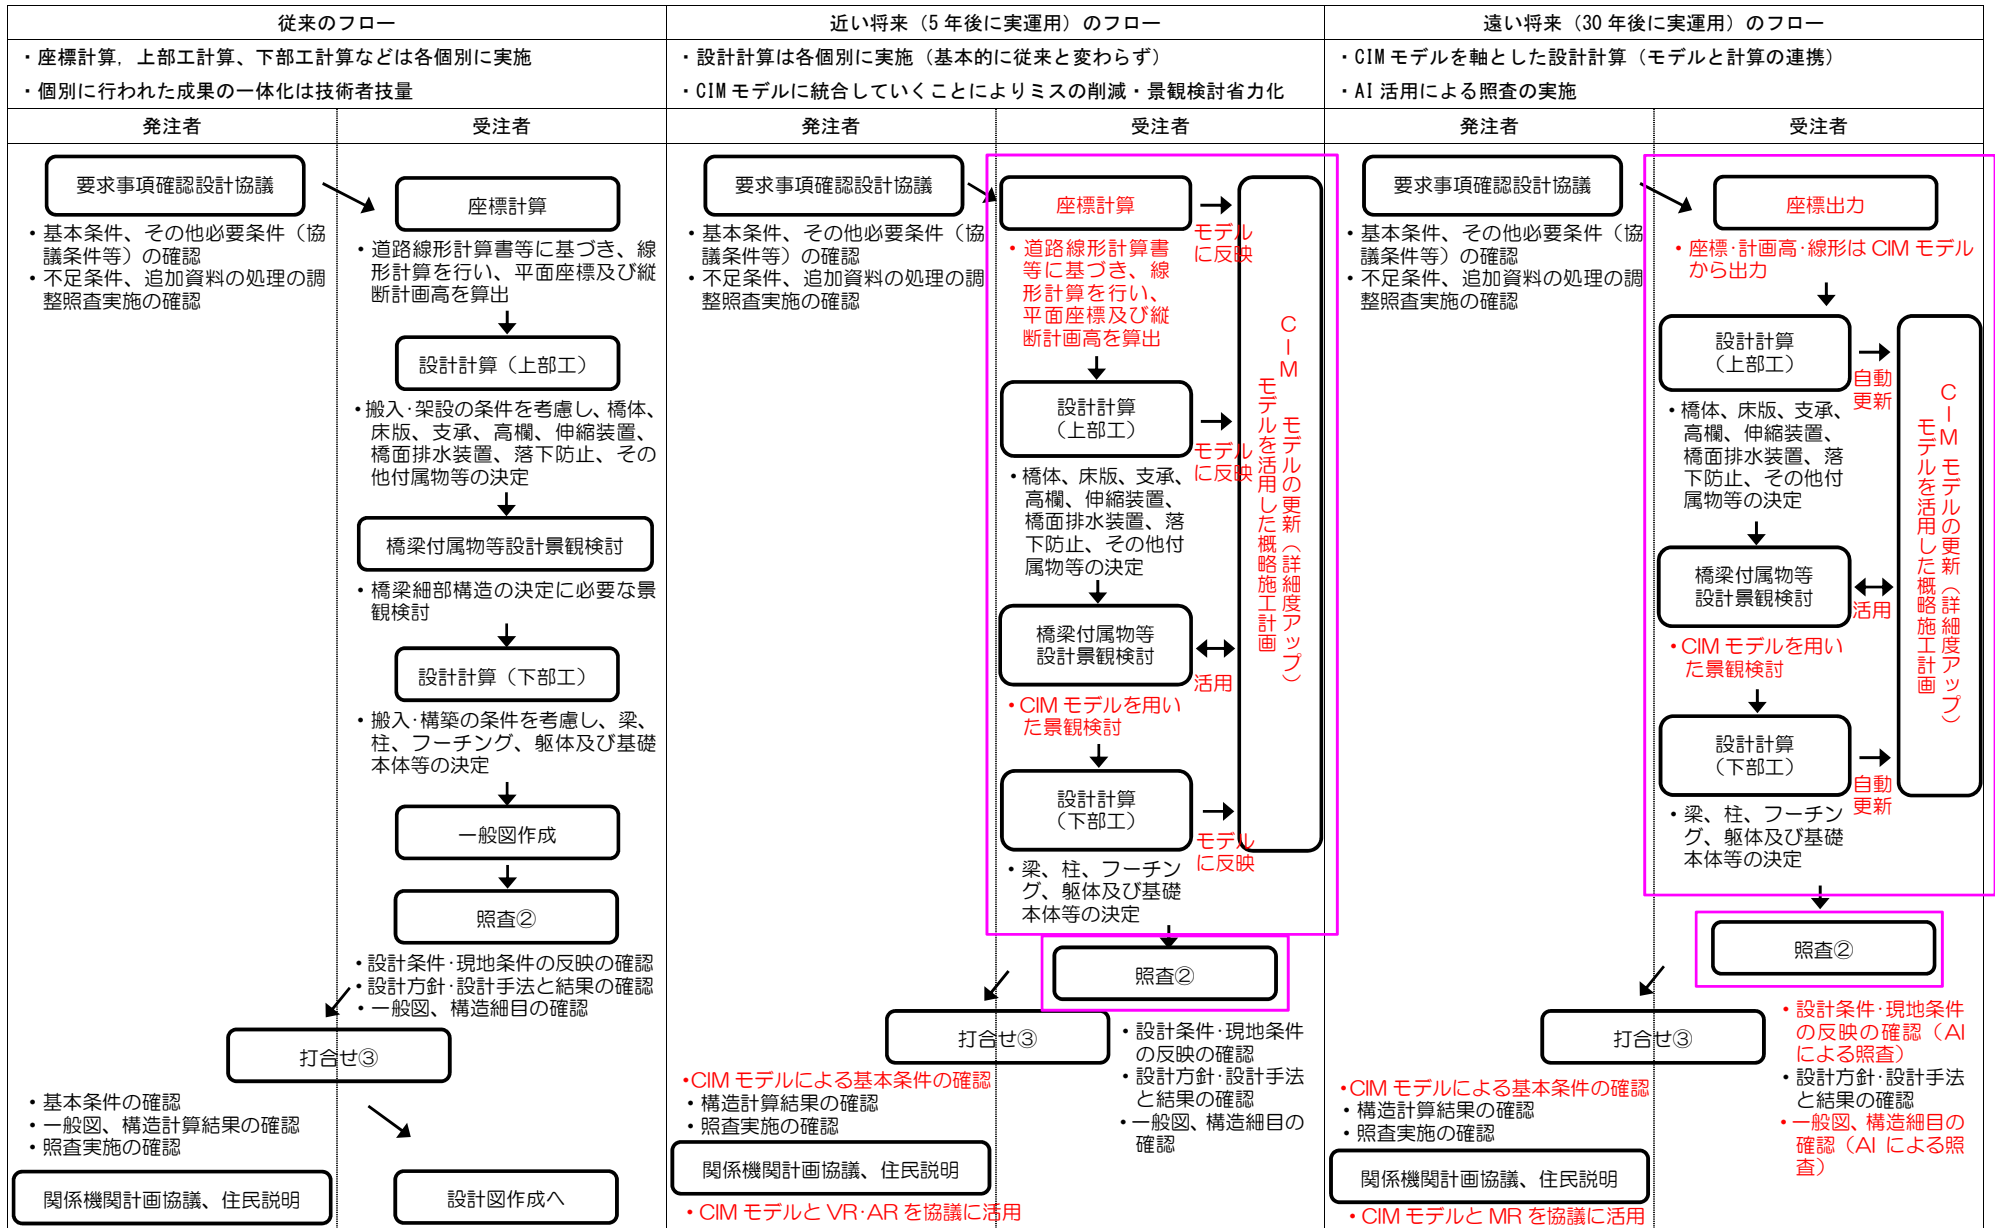 従来のフロー
・座標計算，上部工計算、下部工計算などは各個別に実施
・個別に行われた成果の一体化は技術者技量
発注者
受注者
要求事項確認設計協議
・基本条件、その他必要条件（協
議条件等）の確認
・不足条件、追加資料の処理の調
整照査実施の確認
座標計算
・道路線形計算書等に基づき、線
形計算を行い、平面座標及び縦
断計画高を算出
設計計算（上部工）
・搬入・架設の条件を考慮し、橋体、
床版、支承、高欄、伸縮装置、
橋面排水装置、落下防止、その
他付属物等の決定
橋梁付属物等設計景観検討
・橋梁細部構造の決定に必要な景
観検討
設計計算（下部工）
・搬入・構築の条件を考慮し、梁、
柱、フーチング、躯体及び基礎
本体等の決定
一般図作成
照査②
・設計条件・現地条件の反映の確認
・設計方針・設計手法と結果の確認
・一般図、構造細目の確認
打合せ③
・基本条件の確認
・一般図、構造計算結果の確認
・照査実施の確認
関係機関計画協議、住民説明
設計図作成へ
近い将来（5年後に実運用）のフロー
・設計計算は各個別に実施（基本的に従来と変わらず）
・CIMモデルに統合していくことによりミスの削減・景観検討省力化
発注者
受注者
要求事項確認設計協議
・基本条件、その他必要条件（協
議条件等）の確認
・不足条件、追加資料の処理の調
整照査実施の確認
座標計算
モデル
に反映
・道路線形計算書
等に基づき、線
形計算を行い、
平面座標及び縦
断計画高を算出
設計計算
（上部工）
モデル
に反映
・橋体、床版、支承、
高欄、伸縮装置、
橋面排水装置、落
下防止、その他付
属物等の決定
橋梁付属物等
設計景観検討
活用
・CIMモデルを用い
た景観検討
設計計算
（下部工）
モデル
に反映
・梁、柱、フーチン
グ、躯体及び基礎
本体等の決定
CIM モデルの更新（詳細度アップ）
モデルを活用した概略施工計画
照査②
・設計条件・現地条件
の反映の確認
・設計方針・設計手法
と結果の確認
・一般図、構造細目の
確認
打合せ③
・CIMモデルによる基本条件の確認
・構造計算結果の確認
・照査実施の確認
関係機関計画協議、住民説明
・CIMモデルとVR・ARを協議に活用
遠い将来（30年後に実運用）のフロー
・CIMモデルを軸とした設計計算（モデルと計算の連携）
・AI活用による照査の実施
発注者
受注者
要求事項確認設計協議
・基本条件、その他必要条件（協
議条件等）の確認
・不足条件、追加資料の処理の調
整照査実施の確認
座標出力
・座標・計画高・線形はCIMモデル
から出力
設計計算
（上部工）
自動
更新
・橋体、床版、支承、
高欄、伸縮装置、
橋面排水装置、落
下防止、その他付
属物等の決定
橋梁付属物等
設計景観検討
活用
・CIMモデルを用い
た景観検討
設計計算
（下部工）
自動
更新
・梁、柱、フーチン
グ、躯体及び基礎
本体等の決定
CIM モデルの更新（詳細度アップ）
モデルを活用した概略施工計画
照査②
・設計条件・現地条件
の反映の確認（AI
による照査）
・設計方針・設計手法
と結果の確認
・一般図、構造細目の
確認（AIによる照
査）
打合せ③
・CIMモデルによる基本条件の確認
・構造計算結果の確認
・照査実施の確認
関係機関計画協議、住民説明
・CIMモデルとMRを協議に活用